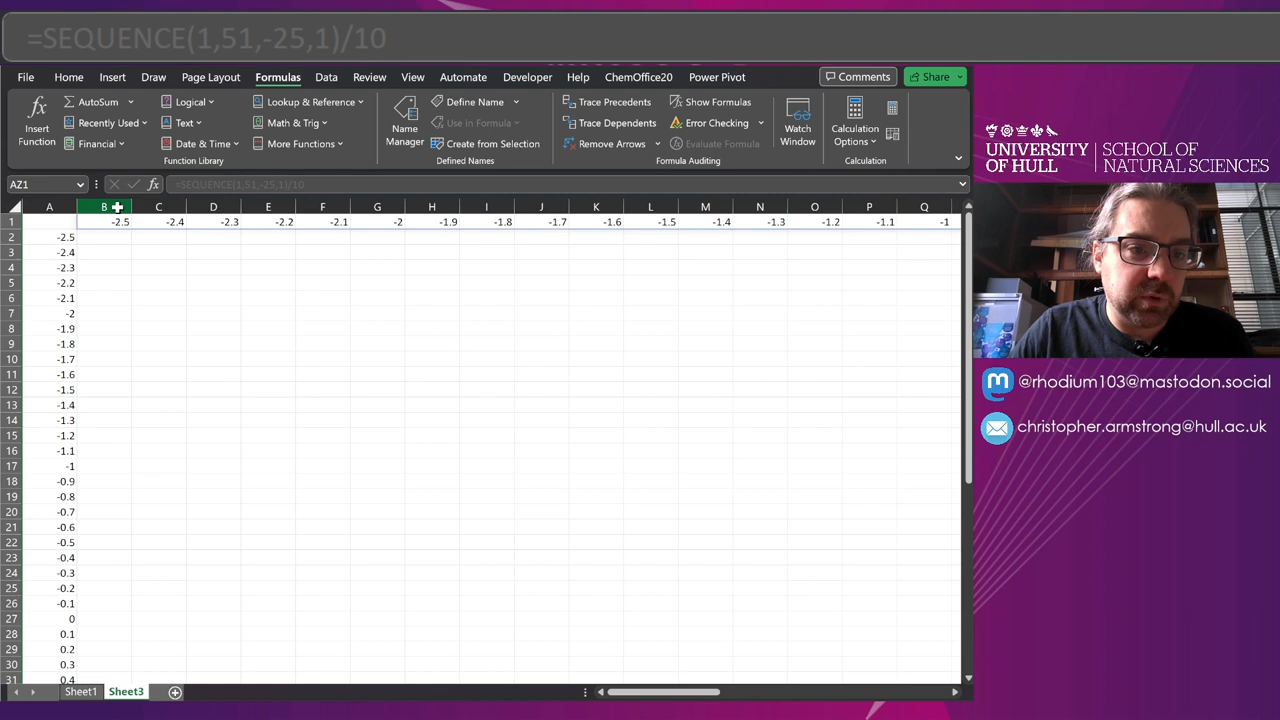 =SEQUENCE(1,51,-25,1)/10
File Home Insert Draw Page Layout Formulas Data Review View Automate Developer Help ChemOffice20 Power Pivot Comments Share
Insert Function
AutoSum
Recently Used
Financial
Logical
Text
Date & Time
Lookup & Reference
Math & Trig
More Functions
Function Library
Name Manager
Define Name
Use in Formula
Create from Selection
Defined Names
Trace Precedents
Trace Dependents
Remove Arrows
Show Formulas
Error Checking
Evaluate Formula
Formula Auditing
Watch Window
Calculation Options
Calculation
AZ1 fx =SEQUENCE(1,51,-25,1)/10
A B C D E F G H I J K L M N O P Q
1 -2.5 -2.4 -2.3 -2.2 -2.1 -2 -1.9 -1.8 -1.7 -1.6 -1.5 -1.4 -1.3 -1.2 -1.1 -1
2 -2.5
3 -2.4
4 -2.3
5 -2.2
6 -2.1
7 -2
8 -1.9
9 -1.8
10 -1.7
11 -1.6
12 -1.5
13 -1.4
14 -1.3
15 -1.2
16 -1.1
17 -1
18 -0.9
19 -0.8
20 -0.7
21 -0.6
22 -0.5
23 -0.4
24 -0.3
25 -0.2
26 -0.1
27 0
28 0.1
29 0.2
30 0.3
31 0.4
Sheet1 Sheet3
UNIVERSITY OF HULL
SCHOOL OF NATURAL SCIENCES
@rhodium103@mastodon.social
christopher.armstrong@hull.ac.uk